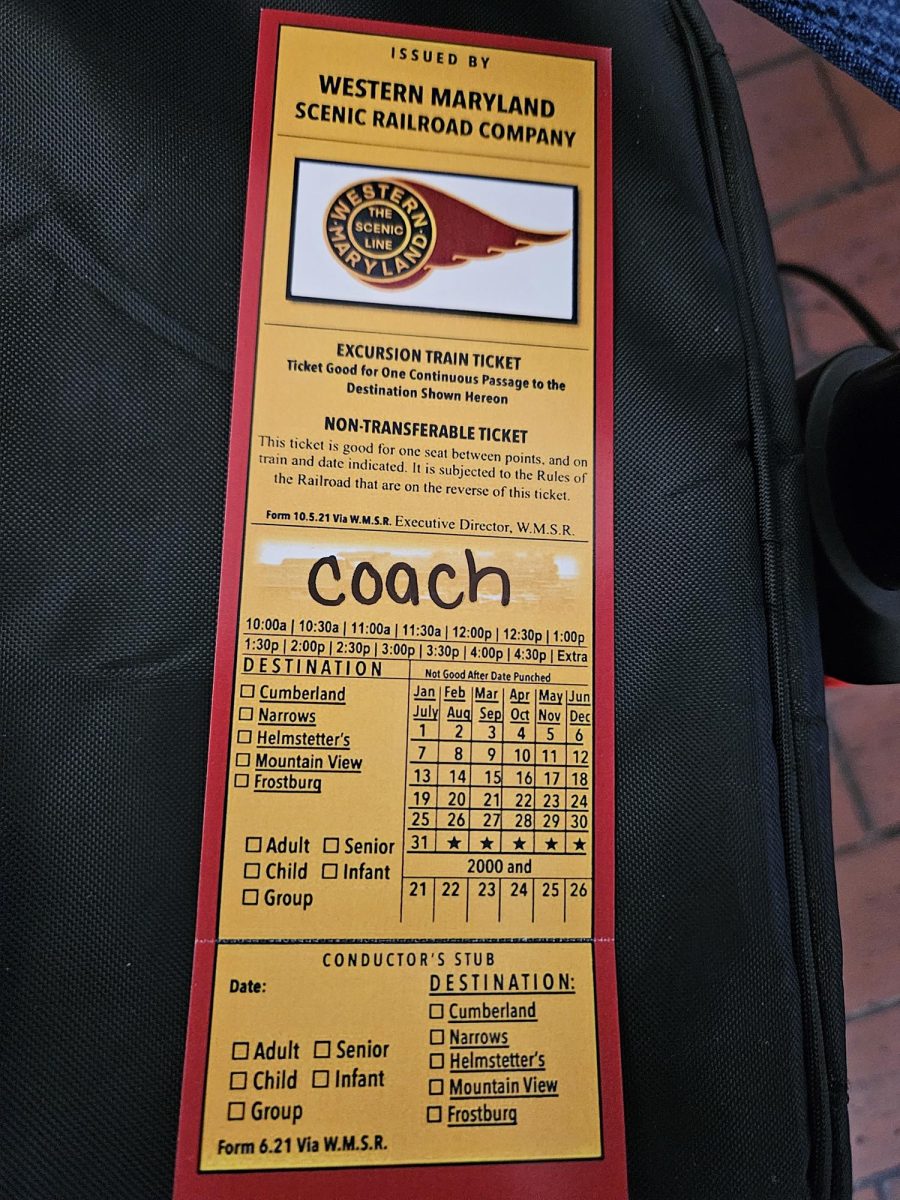 ISSUED BY
WESTERN MARYLAND
SCENIC RAILROAD COMPANY
WESTERN MARYLAND
THE
SCENIC
LINE
EXCURSION TRAIN TICKET
Ticket Good for One Continuous Passage to the
Destination Shown Hereon
NON-TRANSFERABLE TICKET
This ticket is good for one seat between points, and on
train and date indicated. It is subjected to the Rules of
the Railroad that are on the reverse of this ticket.
Form 10.5.21 Via W.M.S.R. Executive Director, W.M.S.R.
coach
10:00a | 10:30a | 11:00a | 11:30a | 12:00p | 12:30p | 1:00p
1:30p | 2:00p | 2:30p | 3:00p | 3:30p | 4:00p | 4:30p | Extra
DESTINATION
☐ Cumberland
☐ Narrows
☐ Helmstetter's
☐ Mountain View
☐ Frostburg
☐ Adult ☐ Senior
☐ Child ☐ Infant
☐ Group
Not Good After Date Punched
Jan | Feb | Mar | Apr | May | Jun
July | Aug | Sep | Oct | Nov | Dec
1 | 2 | 3 | 4 | 5 | 6
7 | 8 | 9 | 10 | 11 | 12
13 | 14 | 15 | 16 | 17 | 18
19 | 20 | 21 | 22 | 23 | 24
25 | 26 | 27 | 28 | 29 | 30
31 | ★ | ★ | ★ | ★ | ★
2000 and
21 | 22 | 23 | 24 | 25 | 26
CONDUCTOR'S STUB
Date:
☐ Adult ☐ Senior
☐ Child ☐ Infant
☐ Group
Form 6.21 Via W.M.S.R.
DESTINATION:
☐ Cumberland
☐ Narrows
☐ Helmstetter's
☐ Mountain View
☐ Frostburg